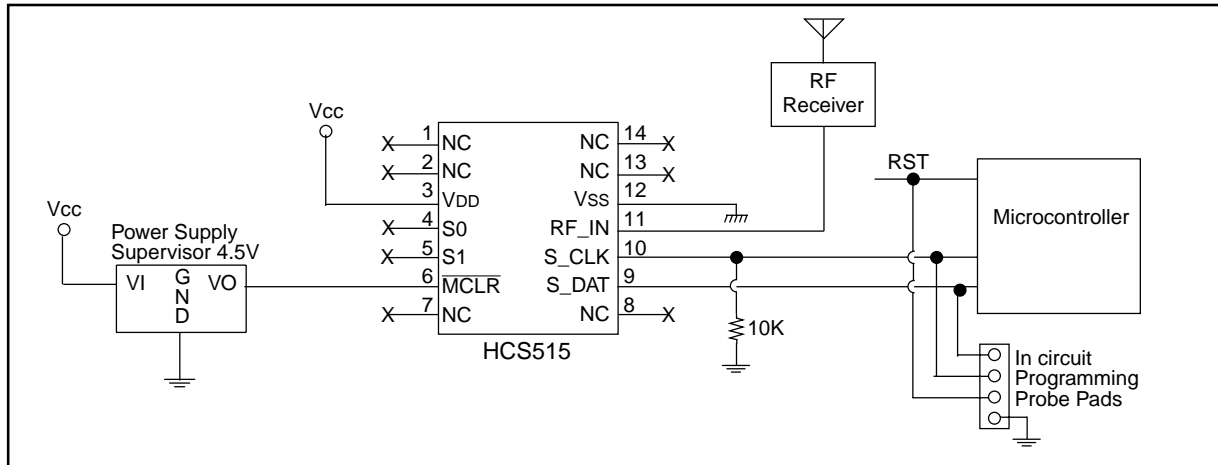 RF
Receiver
Vcc
1 NC
2 NC
3 VDD
4 S0
5 S1
6 MCLR
7 NC
NC 14
NC 13
VSS 12
RF_IN 11
S_CLK 10
S_DAT 9
NC 8
X
X
X
X
X
X
X
X
HCS515
Vcc
Power Supply
Supervisor 4.5V
VI
G
N
D
VO
10K
RST
Microcontroller
In circuit
Programming
Probe Pads